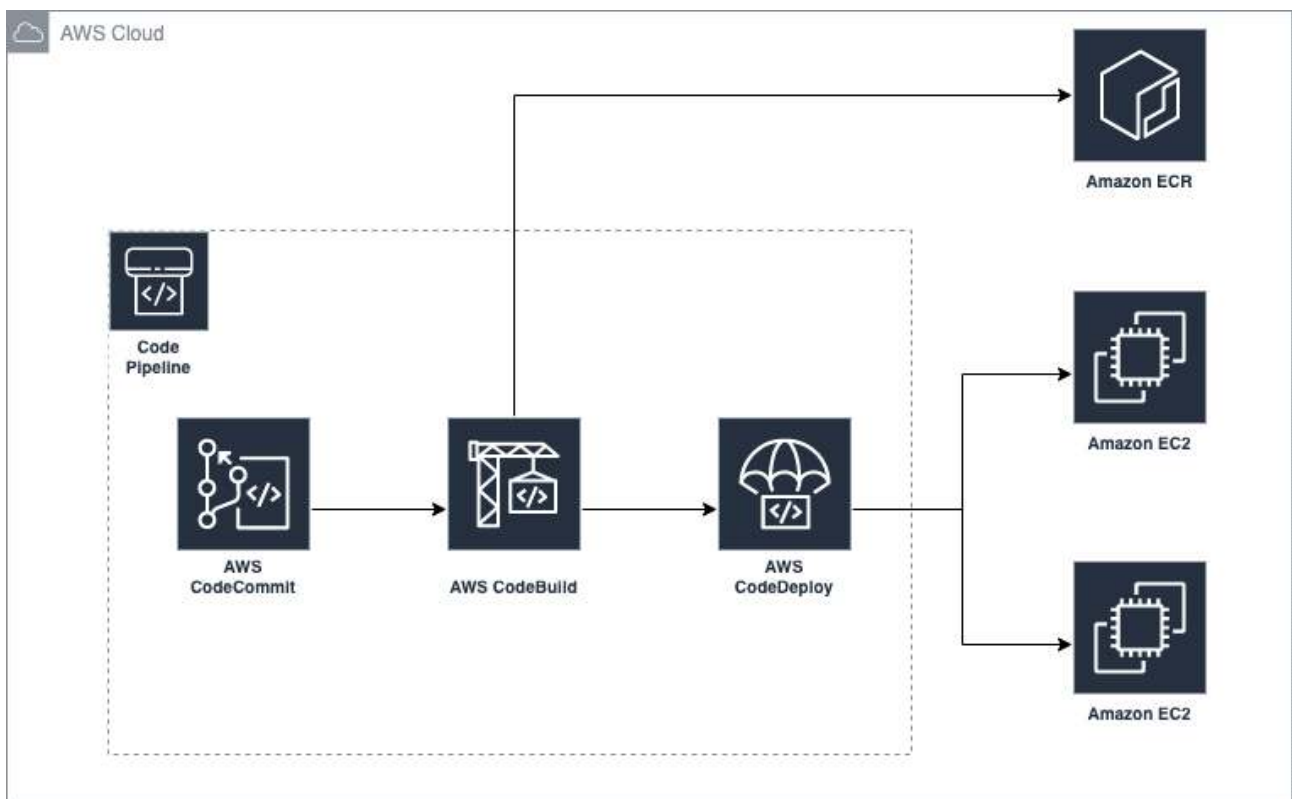 AWS Cloud
Amazon ECR
</>
Code
Pipeline
Amazon EC2
</>
</>
</>
AWS
CodeCommit
AWS CodeBuild
AWS
CodeDeploy
Amazon EC2